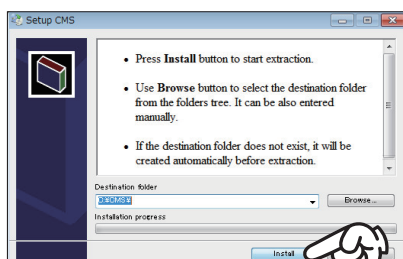 Setup CMS
• Press Install button to start extraction.
• Use Browse button to select the destination folder
from the folders tree. It can be also entered
manually.
• If the destination folder does not exist, it will be
created automatically before extraction.
Destination folder
C:¥CMS¥
Browse...
Installation progress
Install